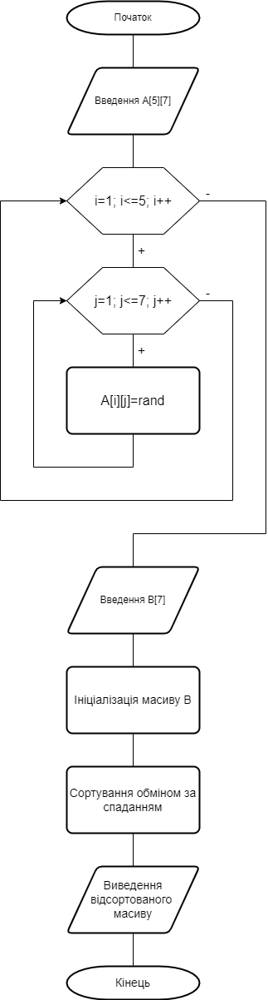 Початок
Введення A[5][7]
i=1; i<=5; i++
-
+
j=1; j<=7; j++
-
+
A[i][j]=rand
Введення B[7]
Ініціалізація масиву B
Сортування обміном за
спаданням
Виведення
відсортованого
масиву
Кінець